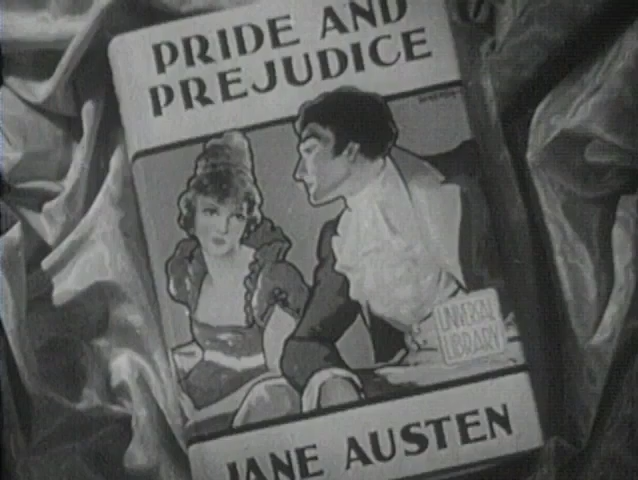 PRIDE AND
PREJUDICE
UNIVERSAL
LIBRARY
JANE AUSTEN